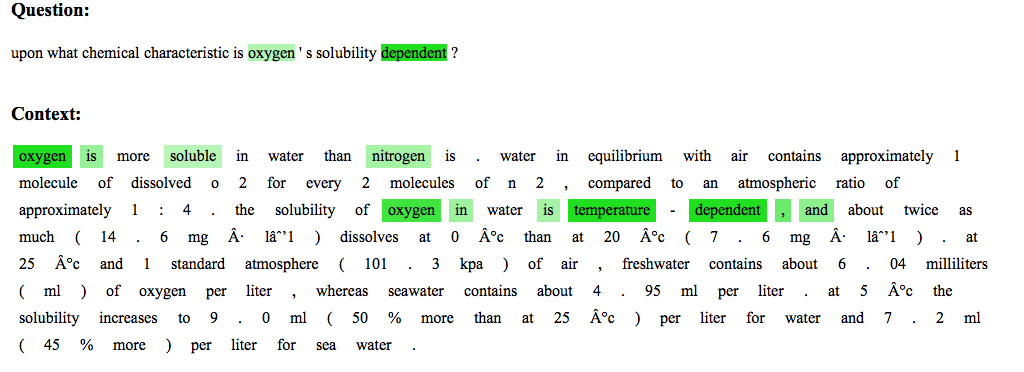 Question:
upon what chemical characteristic is oxygen ' s solubility dependent ?
Context:
oxygen is more soluble in water than nitrogen is . water in equilibrium with air contains approximately 1
molecule of dissolved o 2 for every 2 molecules of n 2 , compared to an atmospheric ratio of
approximately 1 : 4 . the solubility of oxygen in water is temperature - dependent , and about twice as
much ( 14 . 6 mg Â· lâˆ’1 ) dissolves at 0 Â°c than at 20 Â°c ( 7 . 6 mg Â· lâˆ’1 ) . at
25 Â°c and 1 standard atmosphere ( 101 . 3 kpa ) of air , freshwater contains about 6 . 04 milliliters
( ml ) of oxygen per liter , whereas seawater contains about 4 . 95 ml per liter . at 5 Â°c the
solubility increases to 9 . 0 ml ( 50 % more than at 25 Â°c ) per liter for water and 7 . 2 ml
( 45 % more ) per liter for sea water .